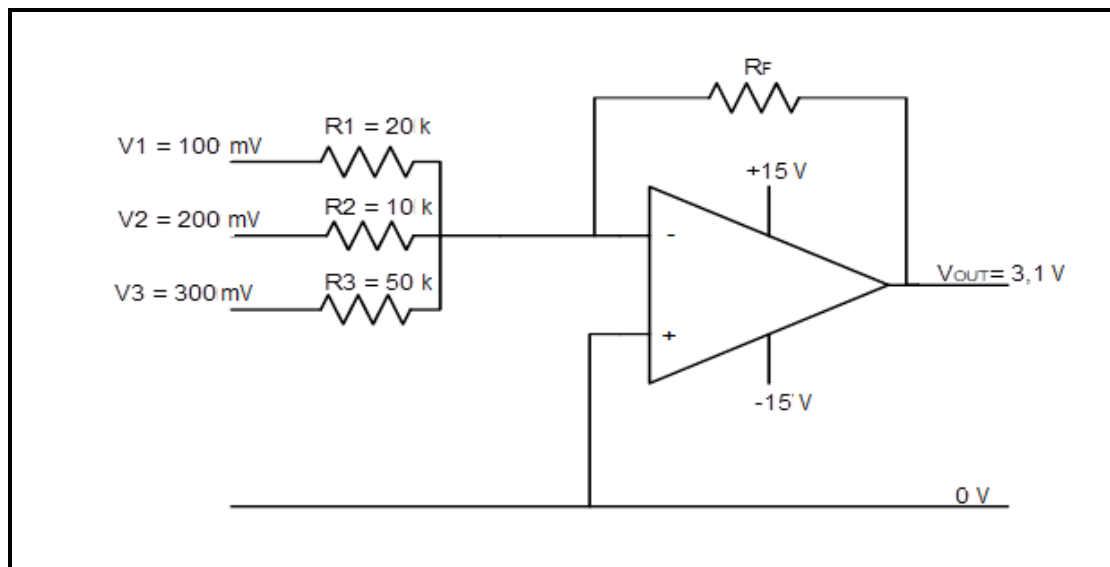 RF
R1 = 20 k
V1 = 100 mV
+15 V
R2 = 10 k
V2 = 200 mV
-
R3 = 50 k
VOUT= 3,1 V
V3 = 300 mV
+
-15 V
0 V